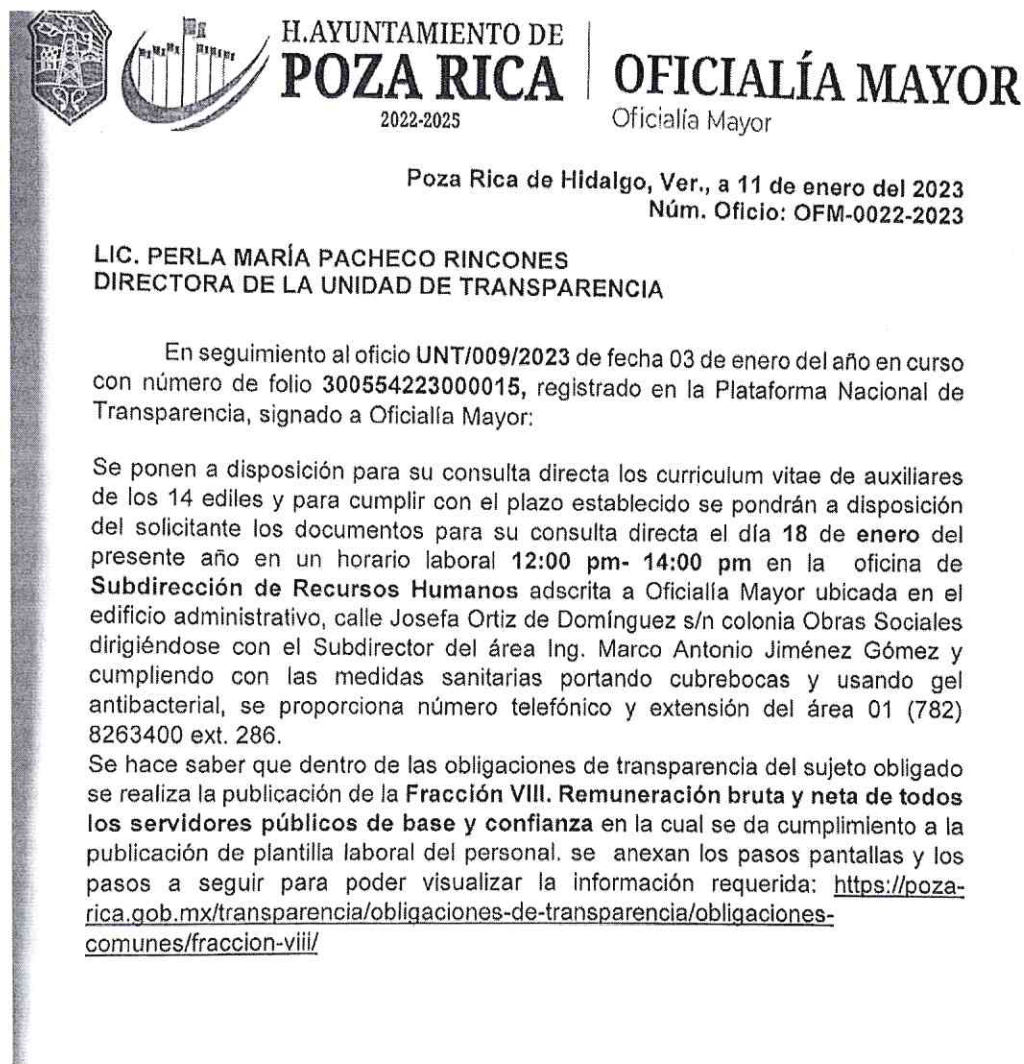 H.AYUNTAMIENTO DE
POZA RICA
2022-2025
OFICIALÍA MAYOR
Oficialía Mayor
Poza Rica de Hidalgo, Ver., a 11 de enero del 2023
Núm. Oficio: OFM-0022-2023
LIC. PERLA MARÍA PACHECO RINCONES
DIRECTORA DE LA UNIDAD DE TRANSPARENCIA
En seguimiento al oficio UNT/009/2023 de fecha 03 de enero del año en curso
con número de folio 300554223000015, registrado en la Plataforma Nacional de
Transparencia, signado a Oficialía Mayor:
Se ponen a disposición para su consulta directa los curriculum vitae de auxiliares
de los 14 ediles y para cumplir con el plazo establecido se pondrán a disposición
del solicitante los documentos para su consulta directa el día 18 de enero del
presente año en un horario laboral 12:00 pm- 14:00 pm en la oficina de
Subdirección de Recursos Humanos adscrita a Oficialía Mayor ubicada en el
edificio administrativo, calle Josefa Ortiz de Domínguez s/n colonia Obras Sociales
dirigiéndose con el Subdirector del área Ing. Marco Antonio Jiménez Gómez y
cumpliendo con las medidas sanitarias portando cubrebocas y usando gel
antibacterial, se proporciona número telefónico y extensión del área 01 (782)
8263400 ext. 286.
Se hace saber que dentro de las obligaciones de transparencia del sujeto obligado
se realiza la publicación de la Fracción VIII. Remuneración bruta y neta de todos
los servidores públicos de base y confianza en la cual se da cumplimiento a la
publicación de plantilla laboral del personal. se anexan los pasos pantallas y los
pasos a seguir para poder visualizar la información requerida: https://poza-
rica.gob.mx/transparencia/obligaciones-de-transparencia/obligaciones-
comunes/fraccion-viii/